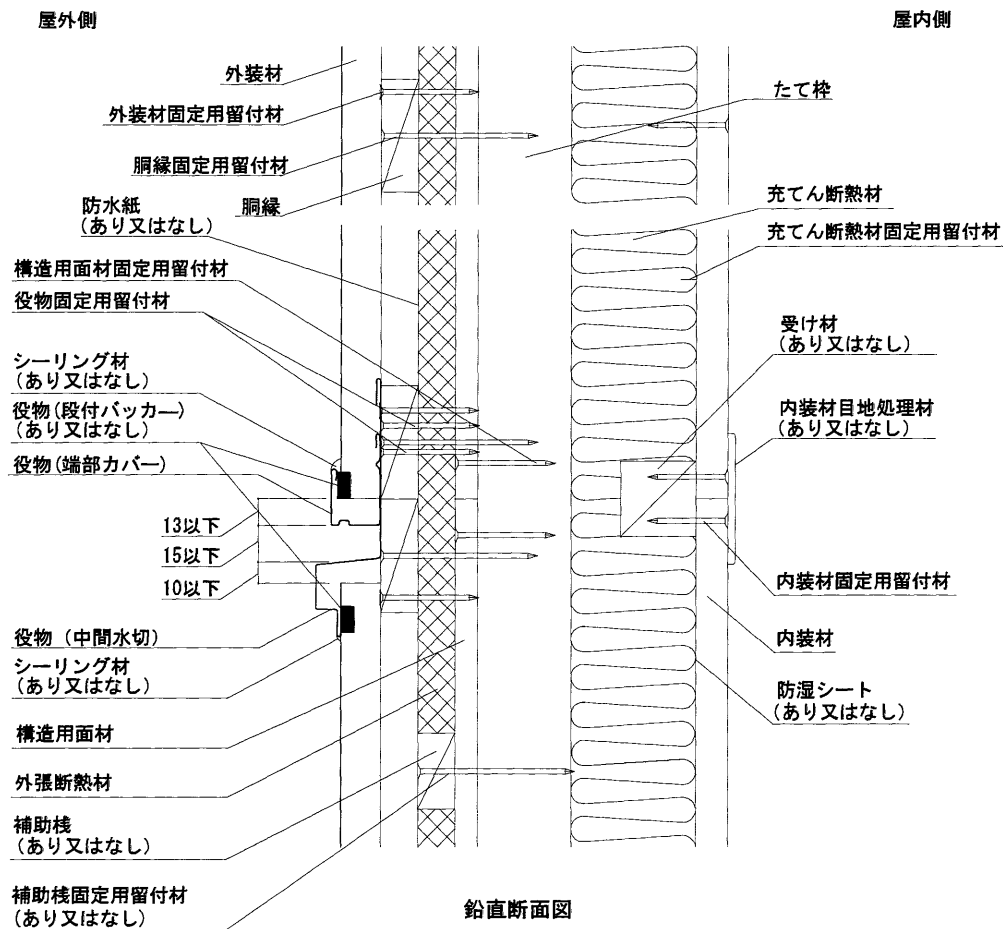 屋外側
屋内側
外装材
外装材固定用留付材
胴縁固定用留付材
胴縁
防水紙
(あり又はなし)
構造用面材固定用留付材
役物固定用留付材
シーリング材
(あり又はなし)
役物(段付バッカー)
(あり又はなし)
役物(端部カバー)
13以下
15以下
10以下
役物(中間水切)
シーリング材
(あり又はなし)
構造用面材
外張断熱材
補助桟
(あり又はなし)
補助桟固定用留付材
(あり又はなし)
たて枠
充てん断熱材
充てん断熱材固定用留付材
受け材
(あり又はなし)
内装材目地処理材
(あり又はなし)
内装材固定用留付材
内装材
防湿シート
(あり又はなし)
鉛直断面図